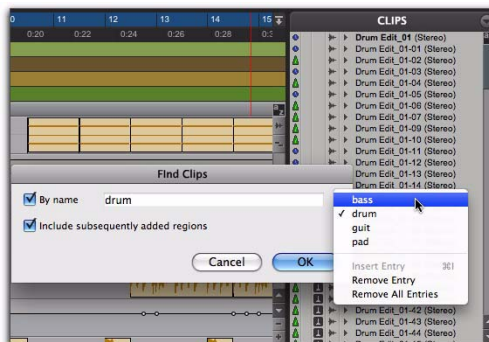 0 11 12 13 14 15
0:20 0:22 0:24 0:26 0:28 0:3
CLIPS
Drum Edit_01 (Stereo)
Drum Edit_01-01 (Stereo)
Drum Edit_01-02 (Stereo)
Drum Edit_01-03 (Stereo)
Drum Edit_01-04 (Stereo)
Drum Edit_01-05 (Stereo)
Drum Edit_01-06 (Stereo)
Drum Edit_01-07 (Stereo)
Drum Edit_01-09 (Stereo)
Drum Edit_01-10 (Stereo)
Drum Edit_01-11 (Stereo)
Drum Edit_01-12 (Stereo)
Drum Edit_01-13 (Stereo)
Drum Edit_01-14 (Stereo)
FInd Clips
By name drum
Include subsequently added regions
Cancel OK
bass
✓ drum
guit
pad
Insert Entry ⌘I
Remove Entry
Remove All Entries
Drum Edit_01-42 (Stereo)
Drum Edit_01-43 (Stereo)
Drum Edit_01-44 (Stereo)